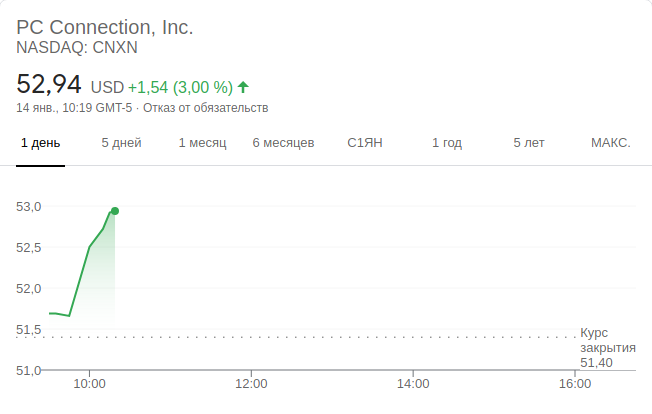 PC Connection, Inc.
NASDAQ: CNXN
52,94 USD +1,54 (3,00 %)
14 янв., 10:19 GMT-5 · Отказ от обязательств
1 день 5 дней 1 месяц 6 месяцев С1ЯН 1 год 5 лет МАКС.
53,0
52,5
52,0
51,5
51,0
Курс
закрытия
51,40
10:00 12:00 14:00 16:00